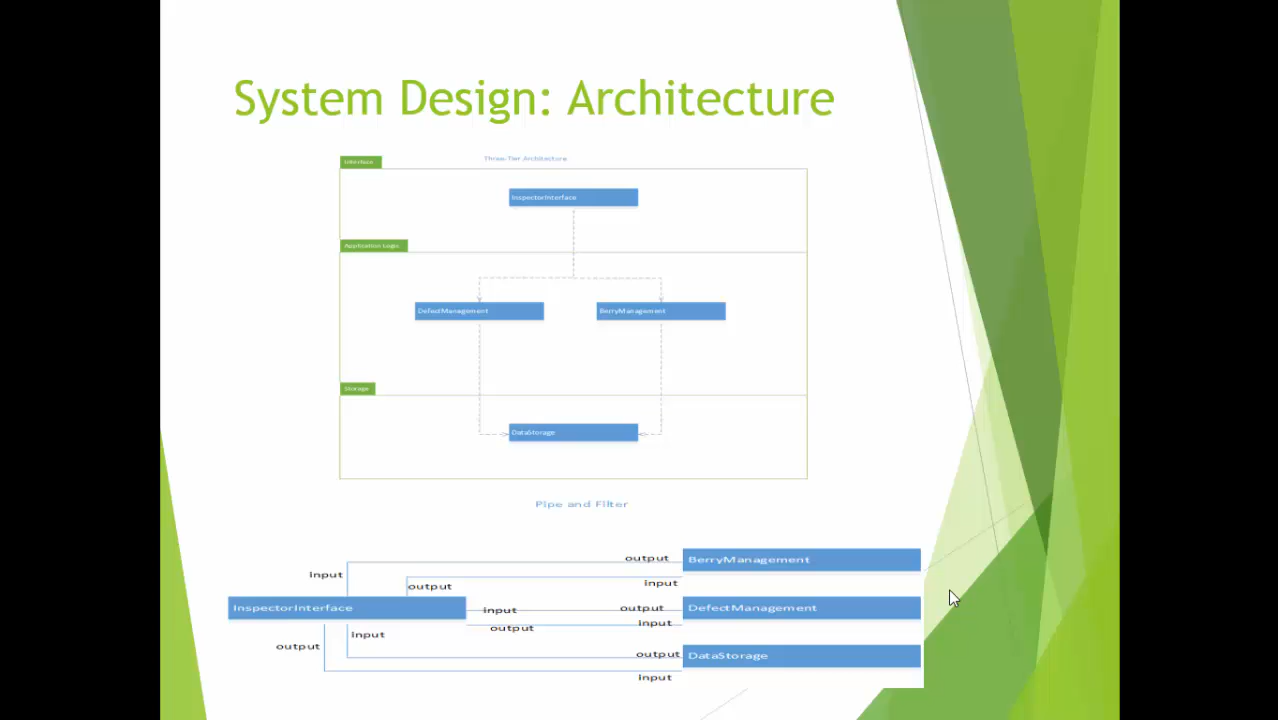 System Design: Architecture
Three-Tier Architecture
Interface
InspectorInterface
Application Logic
DefectManagement
BerryManagement
Storage
DataStorage
Pipe and Filter
output
BerryManagement
input
output
input
InspectorInterface
input
output
DefectManagement
output
input
input
output
output
DataStorage
input